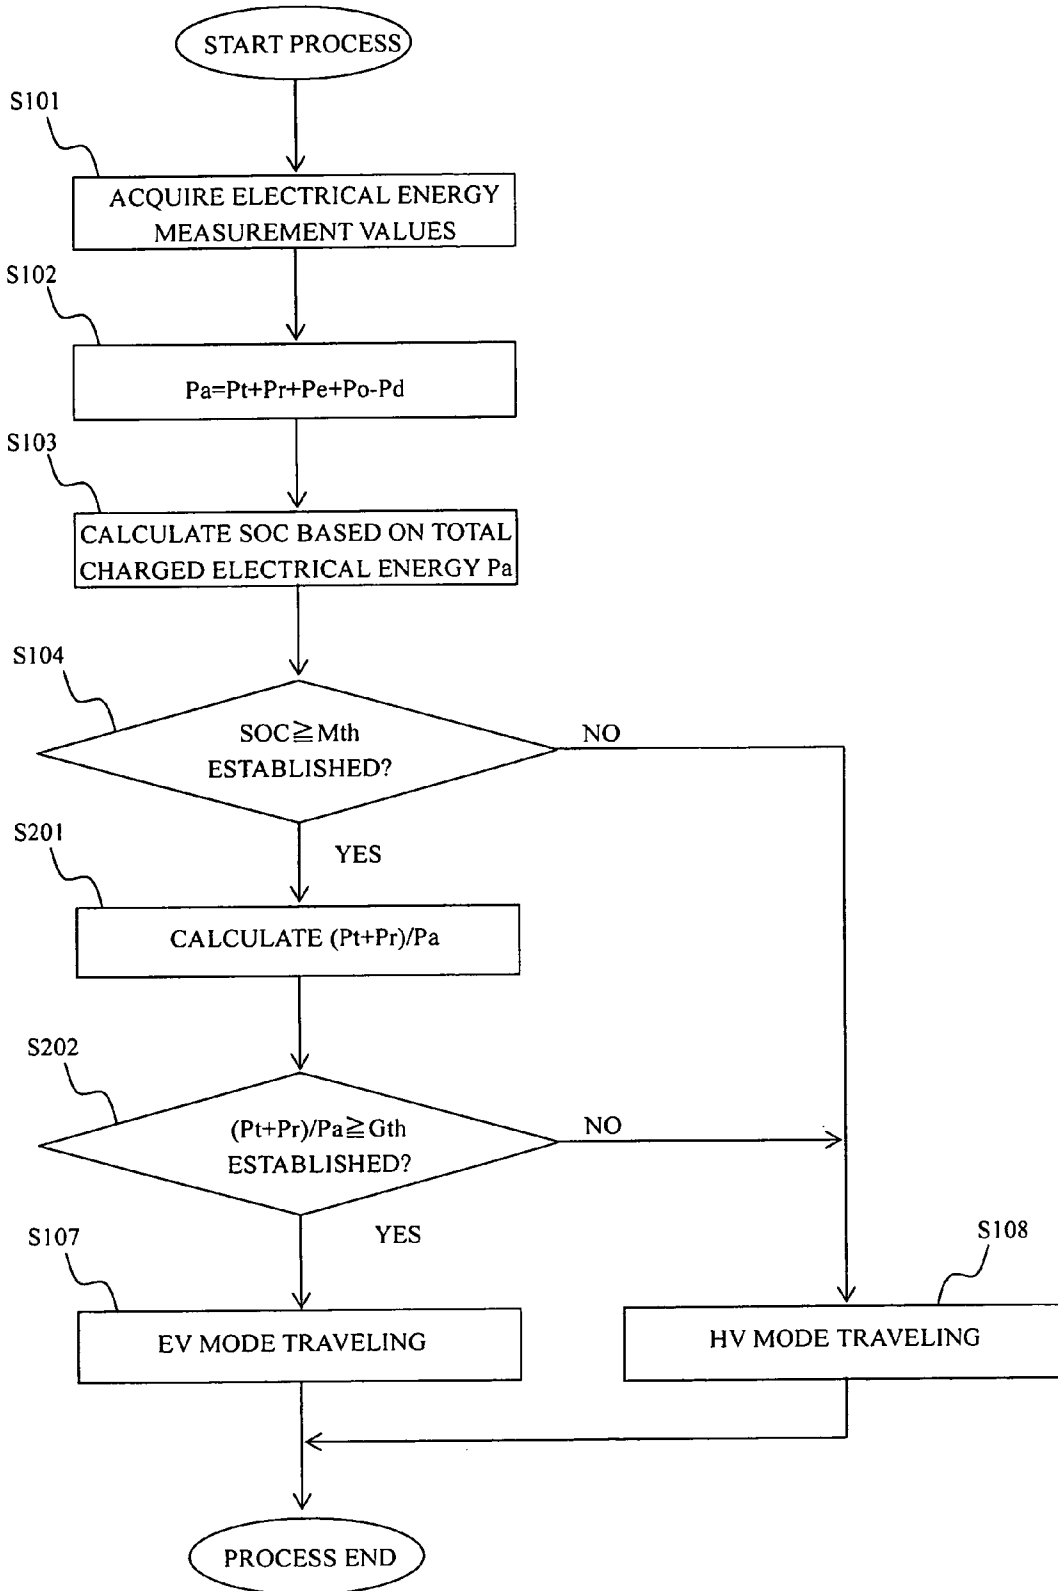 START PROCESS
S101
ACQUIRE ELECTRICAL ENERGY
MEASUREMENT VALUES
S102
Pa=Pt+Pr+Pe+Po-Pd
S103
CALCULATE SOC BASED ON TOTAL
CHARGED ELECTRICAL ENERGY Pa
S104
SOC≧Mth
ESTABLISHED?
NO
YES
S201
CALCULATE (Pt+Pr)/Pa
S202
(Pt+Pr)/Pa≧Gth
ESTABLISHED?
NO
YES
S107
EV MODE TRAVELING
S108
HV MODE TRAVELING
PROCESS END